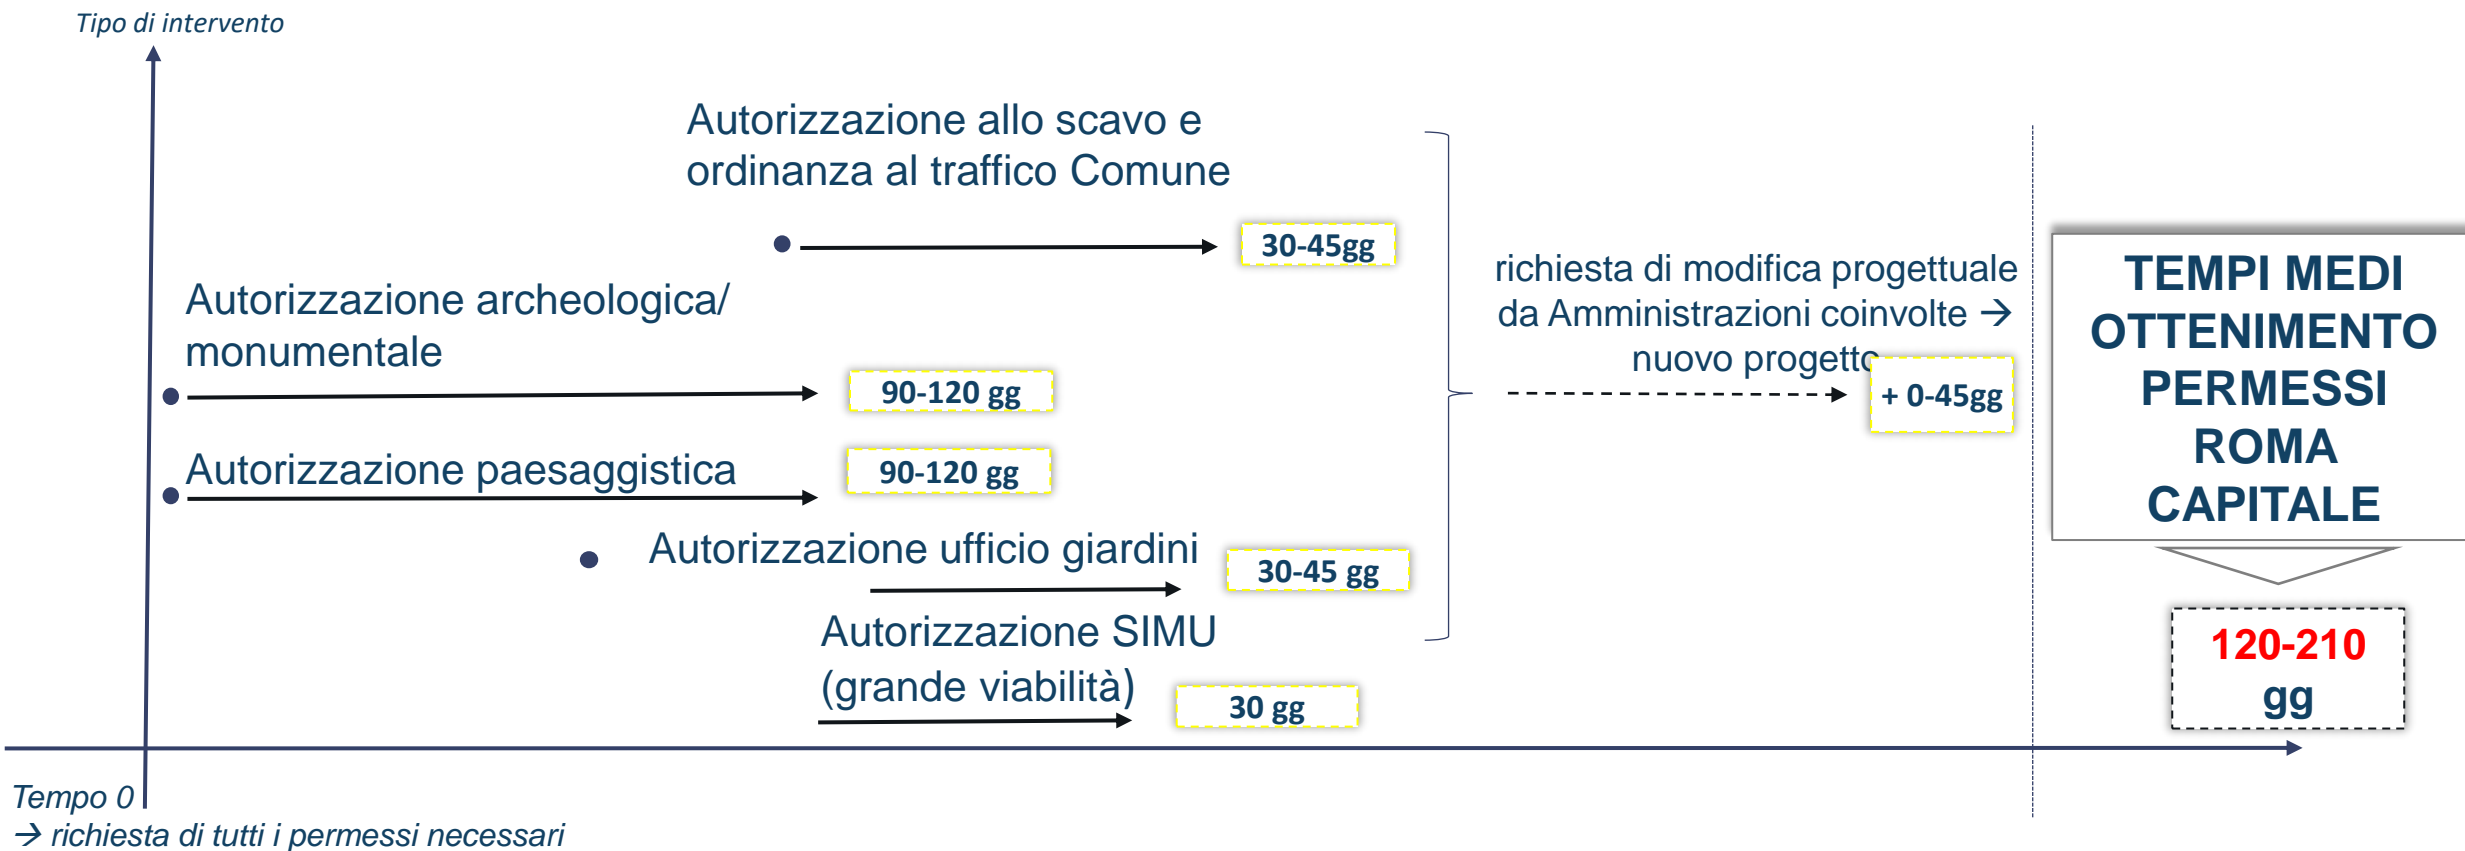 Tipo di intervento
Autorizzazione allo scavo e
ordinanza al traffico Comune
30-45gg
Autorizzazione archeologica/
monumentale
90-120 gg
Autorizzazione paesaggistica
90-120 gg
Autorizzazione ufficio giardini
30-45 gg
Autorizzazione SIMU
(grande viabilità)
30 gg
richiesta di modifica progettuale
da Amministrazioni coinvolte →
nuovo progetto
+ 0-45gg
TEMPI MEDI
OTTENIMENTO
PERMESSI
ROMA
CAPITALE
120-210
gg
Tempo 0
→ richiesta di tutti i permessi necessari